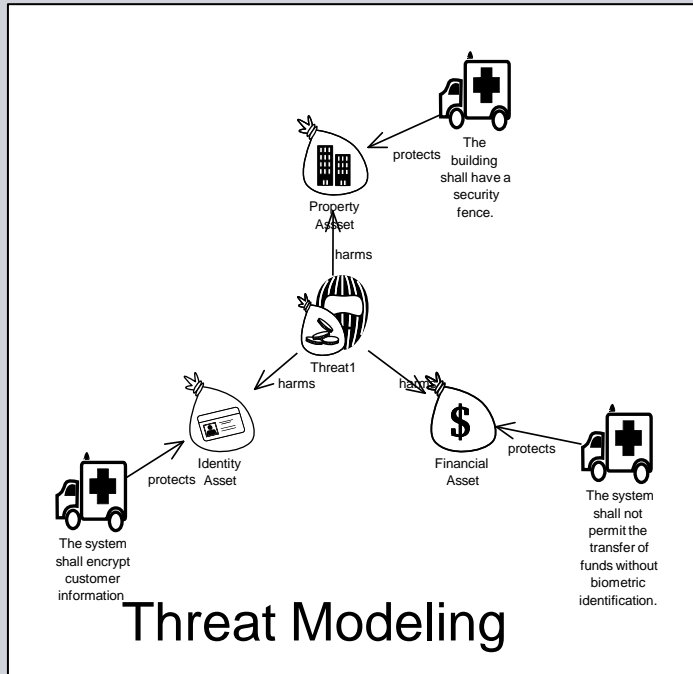 protects
The
building
shall have a
security
fence.
Property
Assset
harms
Threat1
harms
harms
$
Identity
Asset
Financial
Asset
protects
protects
The system
shall encrypt
customer
information
The system
shall not
permit the
transfer of
funds without
biometric
identification.
Threat Modeling